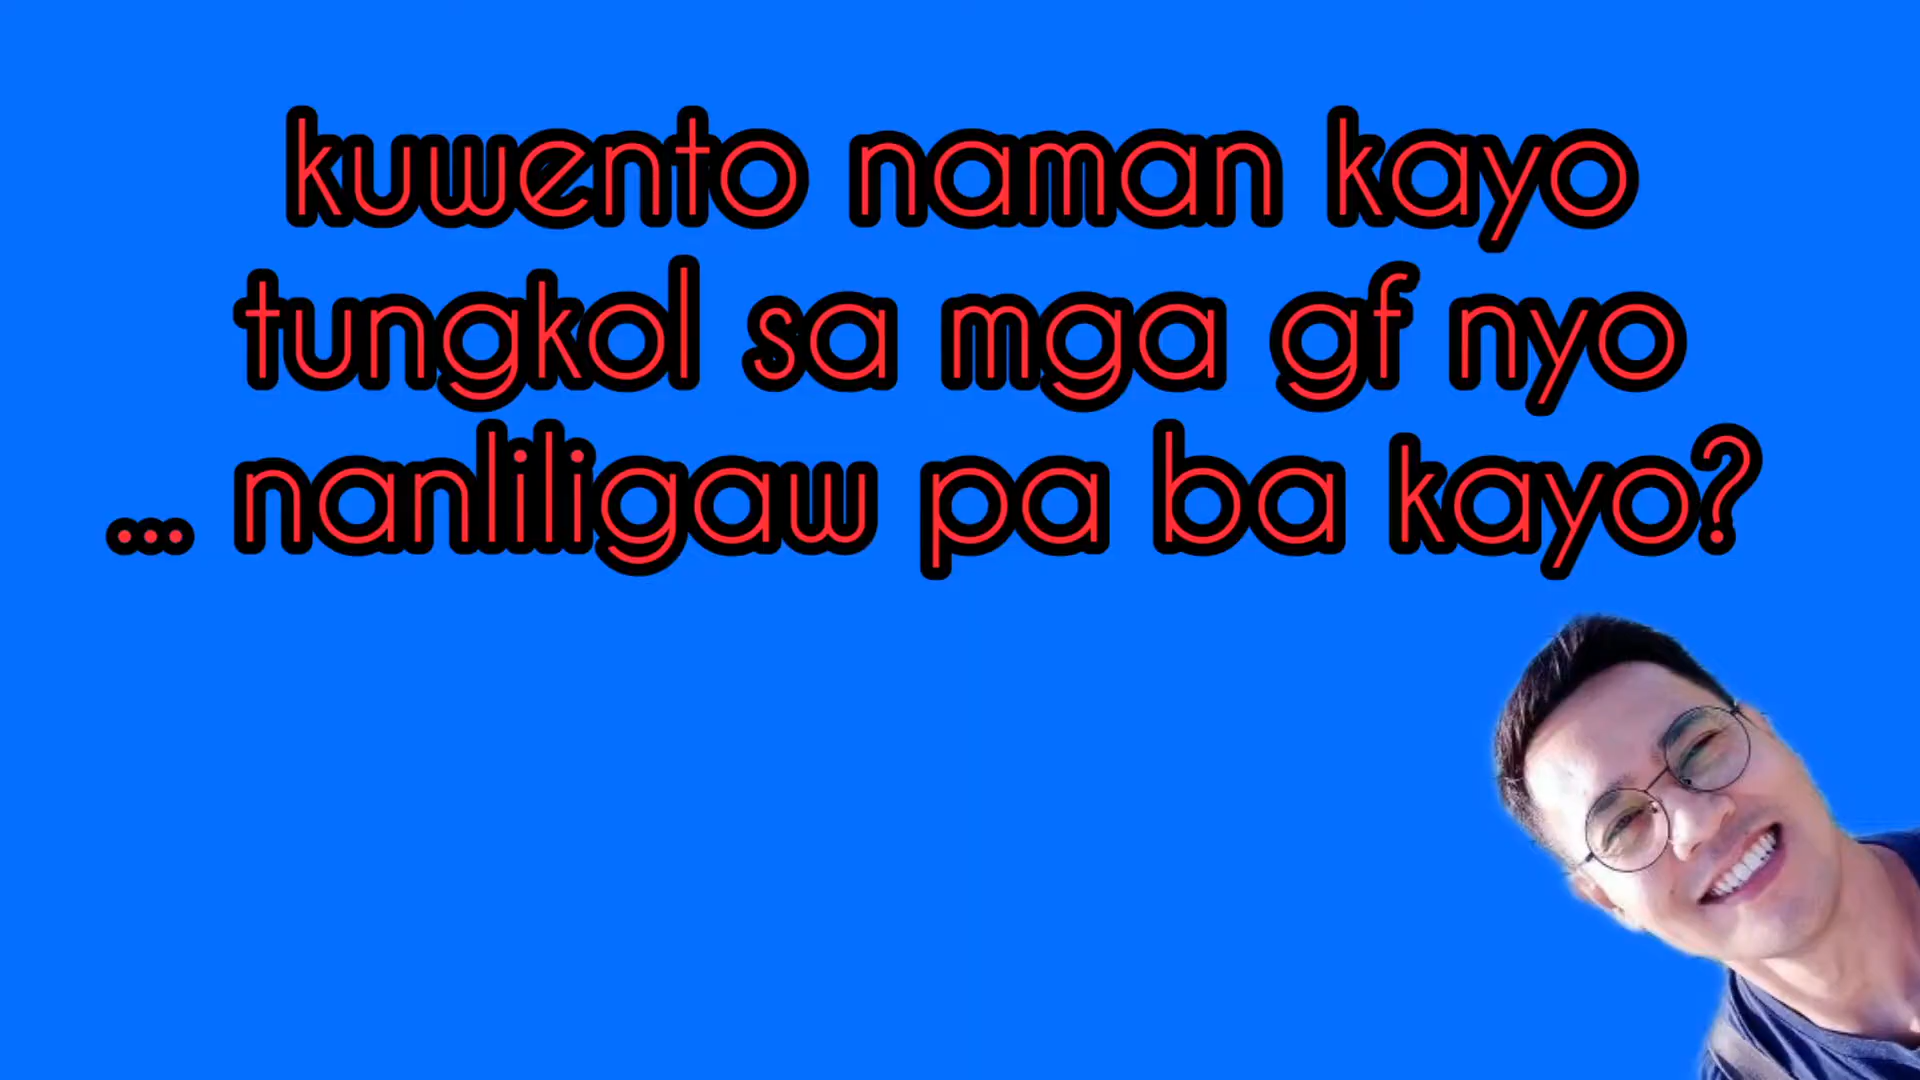 kuwento naman kayo
tungkol sa mga gf nyo
... nanliligaw pa ba kayo?